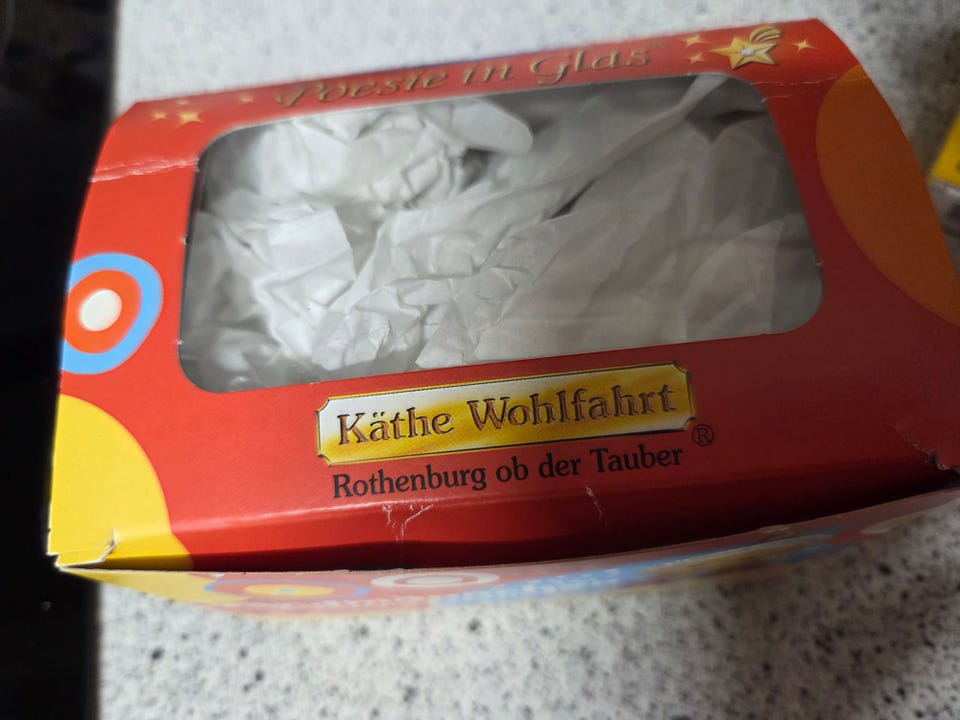 Poesie in Glas
Käthe Wohlfahrt ®
Rothenburg ob der Tauber